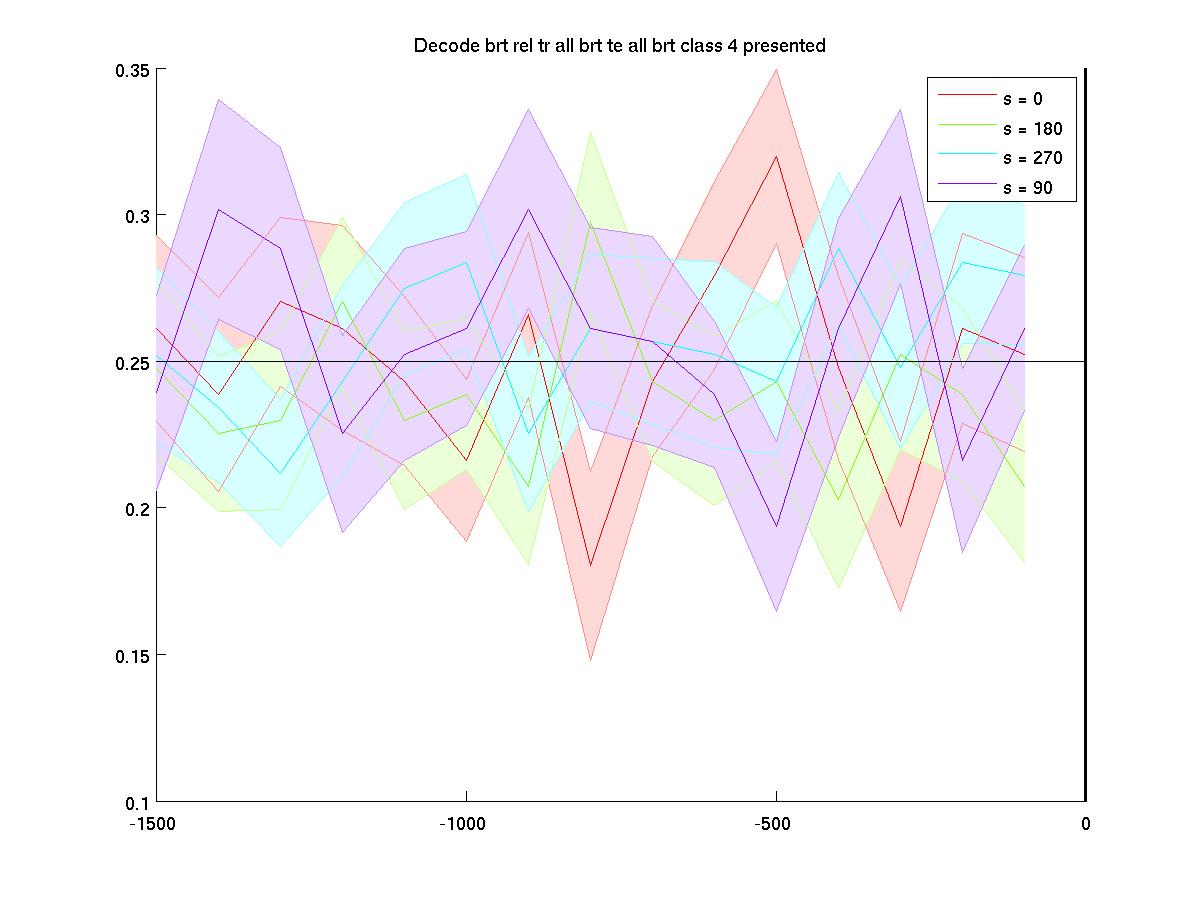 Decode brt rel tr all brt te all brt class 4 presented
0.35
s = 0
s = 180
s = 270
s = 90
0.3
0.25
0.2
0.15
0.1
-1500
-1000
-500
0